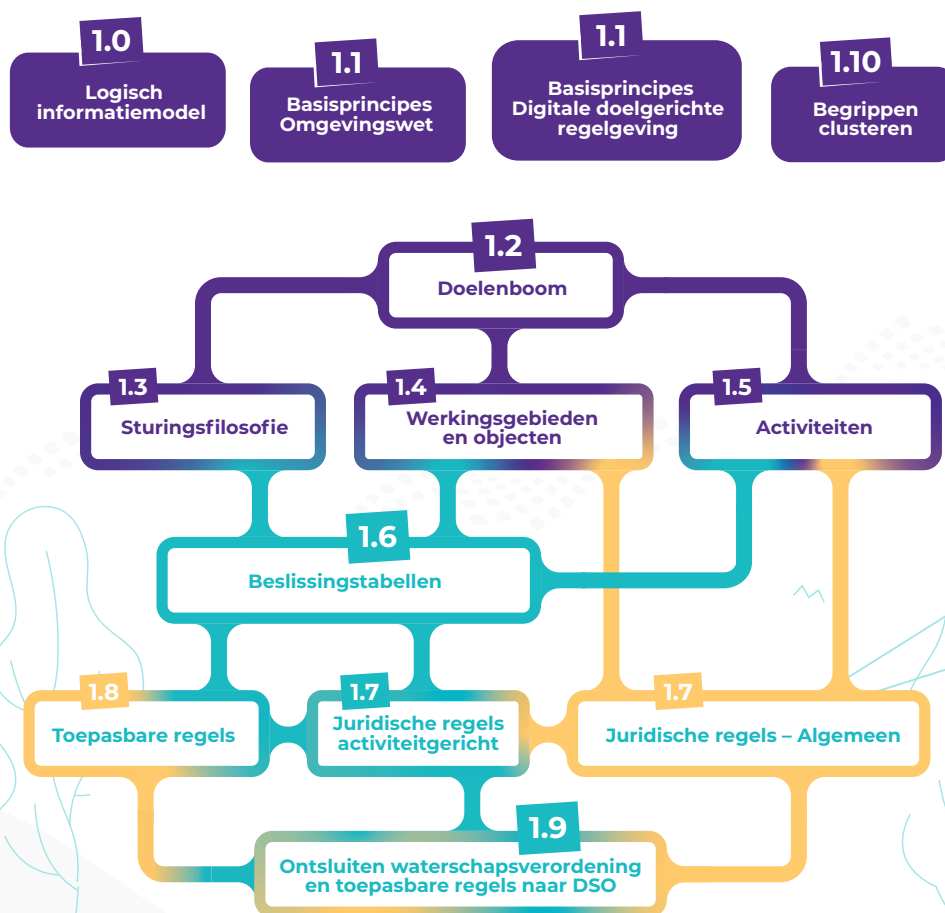 1.0
Logisch
informatiemodel
1.1
Basisprincipes
Omgevingswet
1.1
Basisprincipes
Digitale doelgerichte
regelgeving
1.10
Begrippen
clusteren
1.2
Doelenboom
1.3
Sturingsfilosofie
1.4
Werkingsgebieden
en objecten
1.5
Activiteiten
1.6
Beslissingstabellen
1.8
Toepasbare regels
1.7
Juridische regels
activiteitgericht
1.7
Juridische regels – Algemeen
1.9
Ontsluiten waterschapsverordening
en toepasbare regels naar DSO